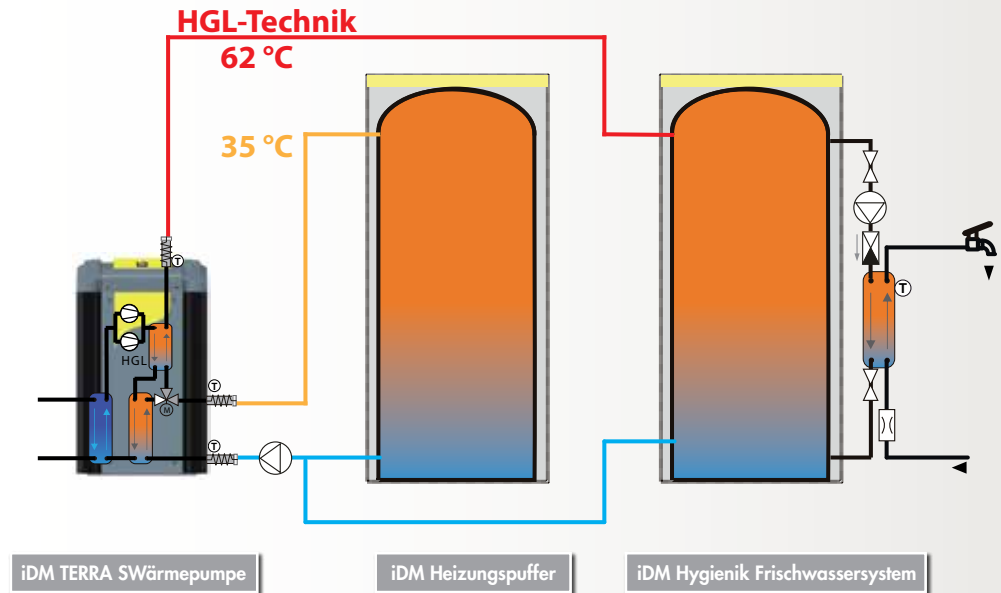 HGL-Technik
62 °C
35 °C
T
HGL
T
M
T
T
iDM TERRA SWärmepumpe
iDM Heizungspuffer
iDM Hygienik Frischwassersystem